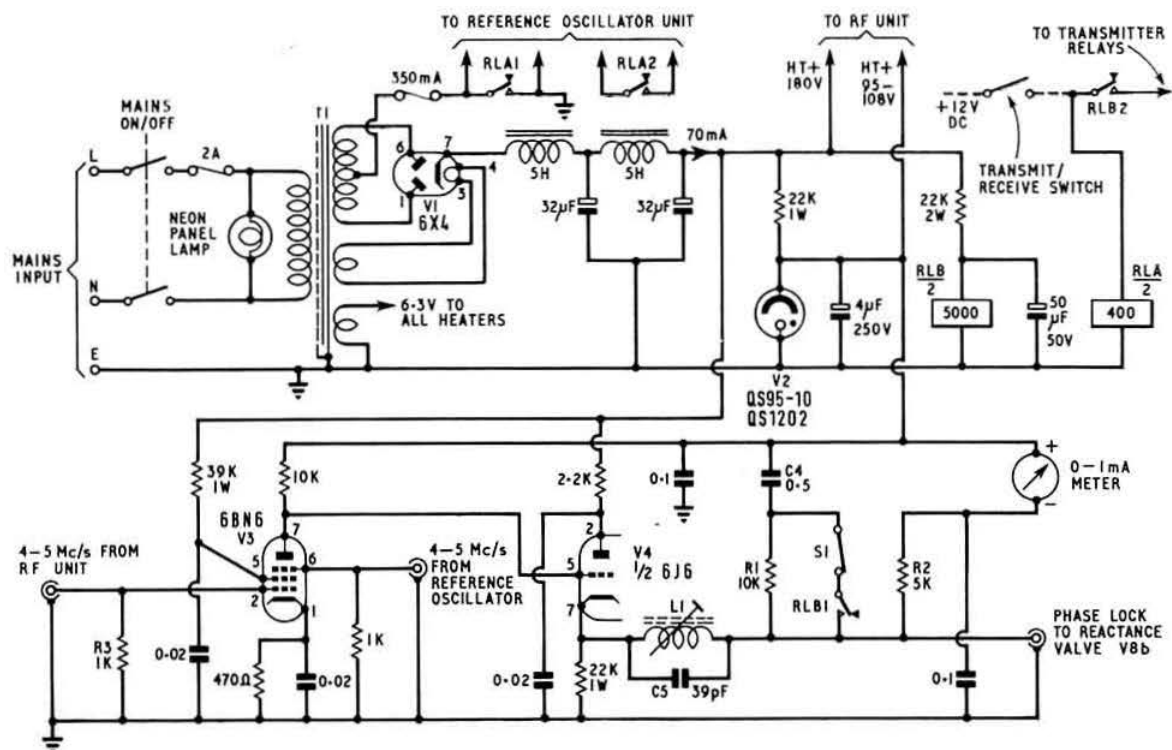 TO REFERENCE OSCILLATOR UNIT
TO RF UNIT
TO TRANSMITTER
RELAYS
RLA1
RLA2
350mA
HT+
180V
HT+
95-
108V
+12V
DC
RLB2
TRANSMIT/
RECEIVE SWITCH
MAINS
ON/OFF
T1
L
2A
NEON
PANEL
LAMP
MAINS
INPUT
N
E
6
7
4
3
1
V1
6X4
5H
5H
70mA
32µF
32µF
6·3V TO
ALL HEATERS
22K
1W
22K
2W
4µF
250V
RLB
2
5000
50
µF
50V
RLA
2
400
V2
QS95-10
QS1202
39K
1W
10K
6BN6
V3
7
5
2
6
1
4-5 Mc/s FROM
RF UNIT
4-5 Mc/s
FROM
REFERENCE
OSCILLATOR
R3
1K
0·02
470Ω
0·02
1K
2·2K
0·1
C4
0·5
+
0-1mA
METER
-
2
5
7
V4
1/2 6J6
L1
R1
10K
S1
RLB1
R2
5K
PHASE LOCK
TO REACTANCE
VALVE V8b
0·02
22K
1W
C5
39pF
0·1